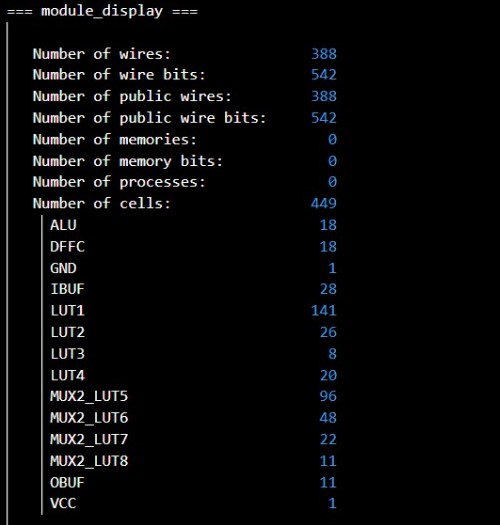 === module_display ===
Number of wires: 388
Number of wire bits: 542
Number of public wires: 388
Number of public wire bits: 542
Number of memories: 0
Number of memory bits: 0
Number of processes: 0
Number of cells: 449
ALU 18
DFFC 18
GND 1
IBUF 28
LUT1 141
LUT2 26
LUT3 8
LUT4 20
MUX2_LUT5 96
MUX2_LUT6 48
MUX2_LUT7 22
MUX2_LUT8 11
OBUF 11
VCC 1